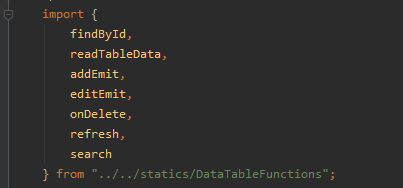 import {
    findById,
    readTableData,
    addEmit,
    editEmit,
    onDelete,
    refresh,
    search
} from "../../statics/DataTableFunctions";